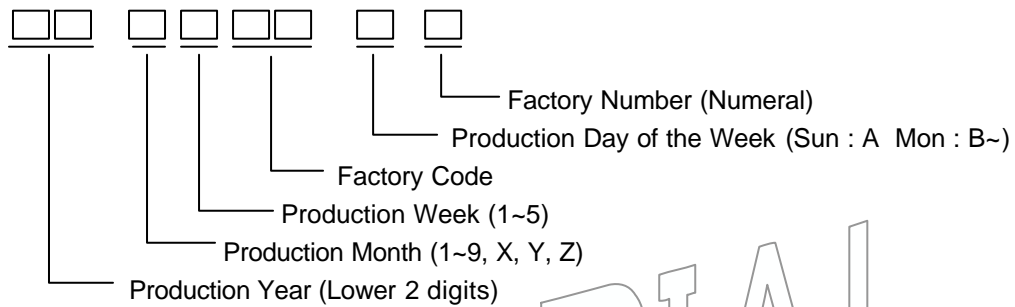 Factory Number (Numeral)
Production Day of the Week (Sun : A Mon : B~)
Factory Code
Production Week (1~5)
Production Month (1~9, X, Y, Z)
Production Year (Lower 2 digits)